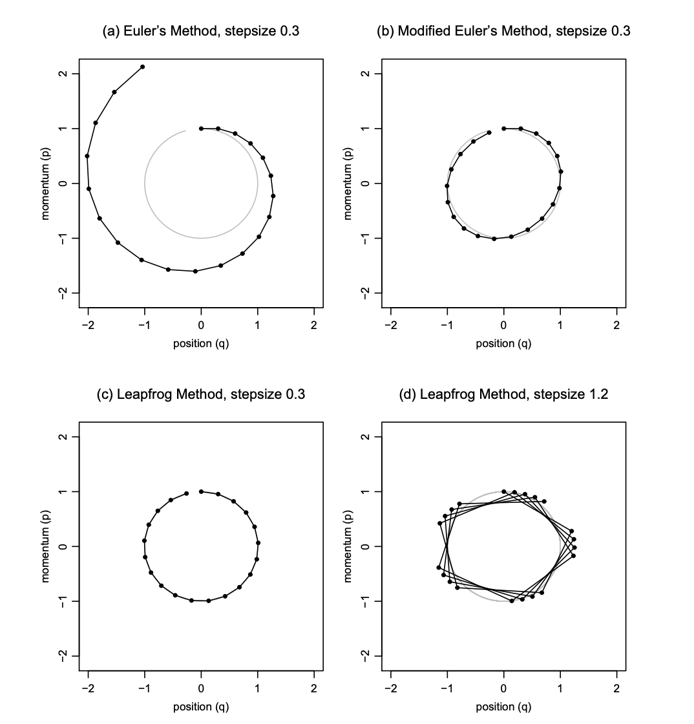 (a) Euler's Method, stepsize 0.3
momentum (p)
2
1
0
−1
−2
−2 −1 0 1 2
position (q)
(b) Modified Euler's Method, stepsize 0.3
momentum (p)
2
1
0
−1
−2
−2 −1 0 1 2
position (q)
(c) Leapfrog Method, stepsize 0.3
momentum (p)
2
1
0
−1
−2
−2 −1 0 1 2
position (q)
(d) Leapfrog Method, stepsize 1.2
momentum (p)
2
1
0
−1
−2
−2 −1 0 1 2
position (q)